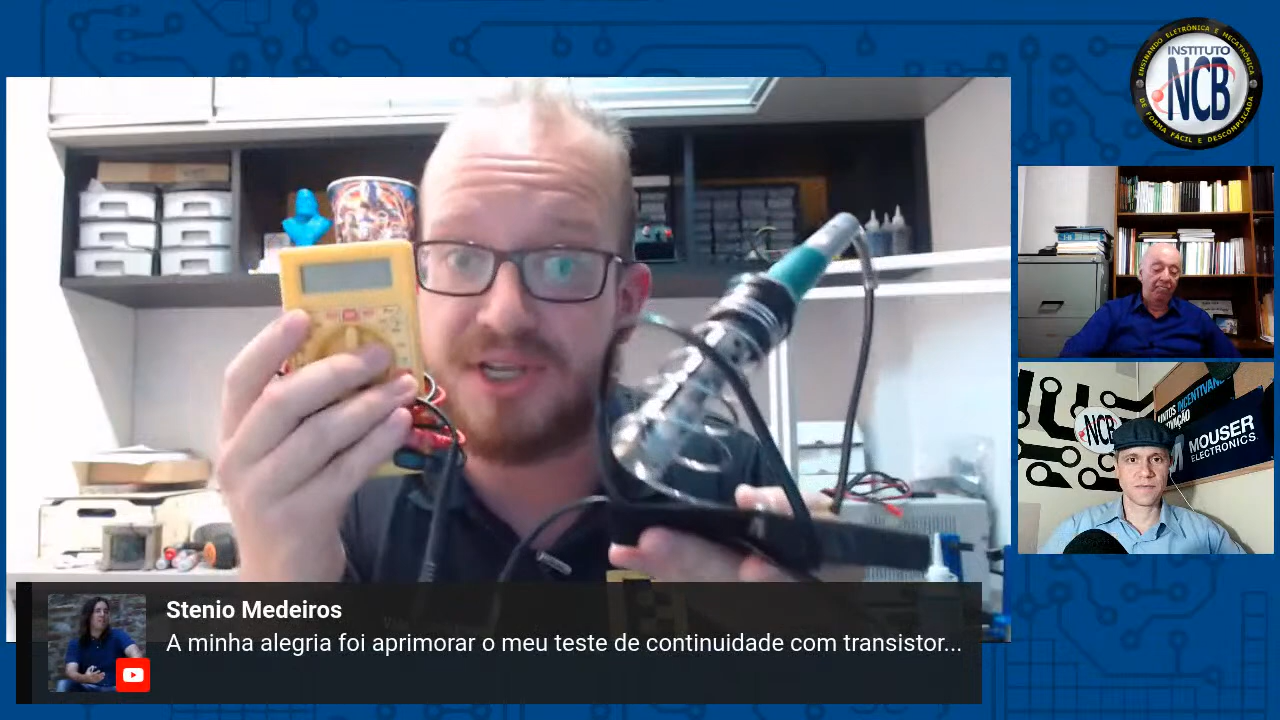 ENSINANDO ELETRÔNICA E MECATRÔNICA
INSTITUTO
NCB
DE FORMA FÁCIL E DESCOMPLICADA
INCENTIVANDO
NCB
MOUSER
ELECTRONICS
Stenio Medeiros
A minha alegria foi aprimorar o meu teste de continuidade com transistor...